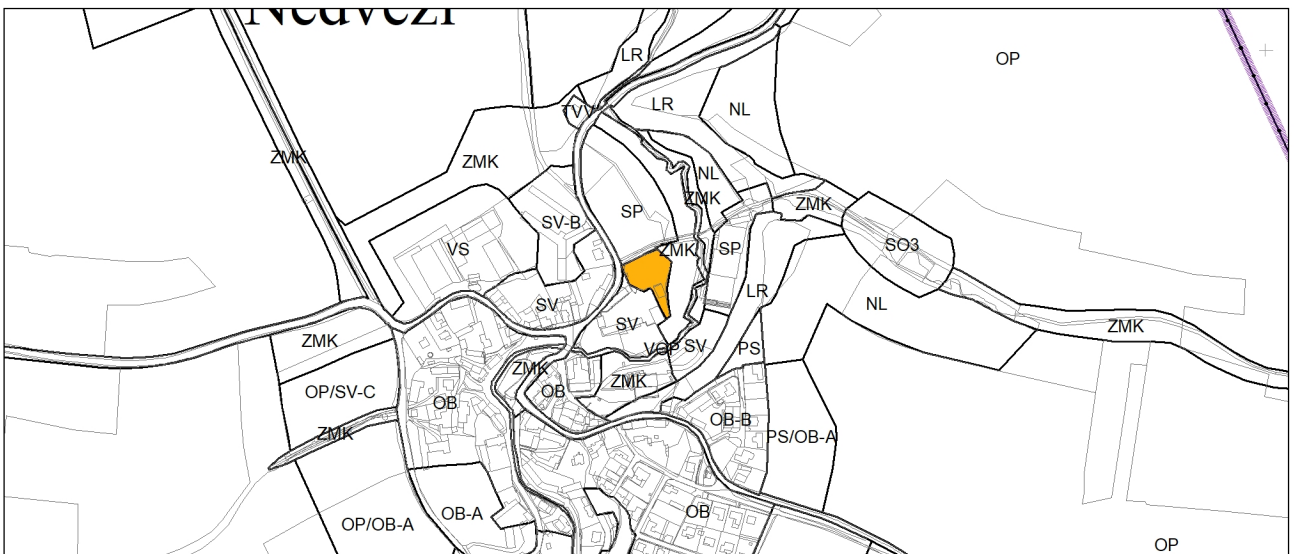 Nedvězí
LR
OP
TVV
LR
NL
ZMK
ZMK
NL
ZMK
ZMK
SV-B
SP
VS
ZMK
SP
SO3
LR
NL
SV
SV
ZMK
ZMK
VOP
SV
PS
ZMK
OP/SV-C
OB
ZMK
OB
ZMK
OB-B
PS/OB-A
ZMK
OP/OB-A
OB-A
OB
OP